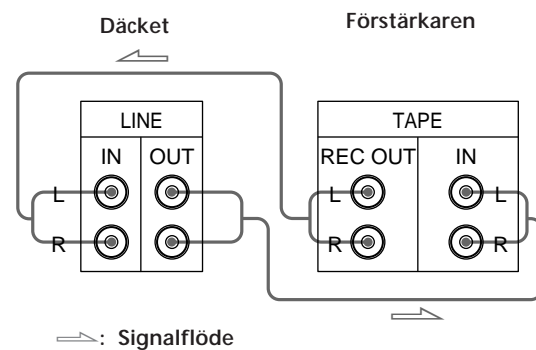 Däcket
Förstärkaren
LINE
TAPE
IN OUT
REC OUT IN
L
R
L
R
L
R
: Signalflöde